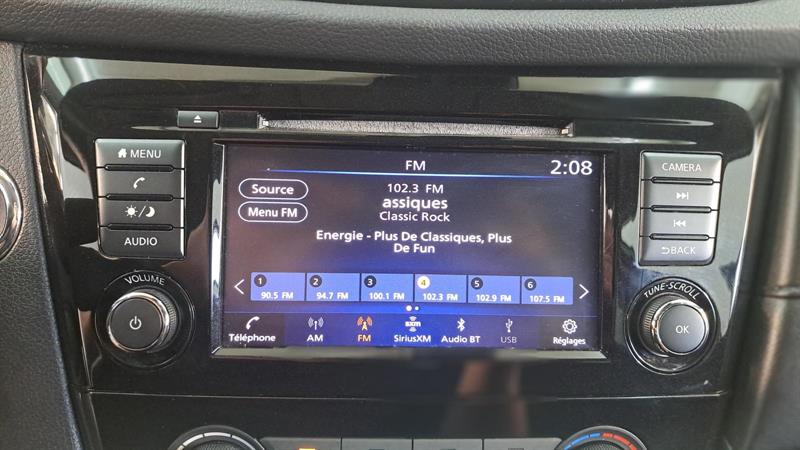 MENU
AUDIO
VOLUME
FM
2:08
Source
Menu FM
102.3 FM
assiques
Classic Rock
Energie - Plus De Classiques, Plus
De Fun
1 2 3 4 5 6
90.5 FM 94.7 FM 100.1 FM 102.3 FM 102.9 FM 107.5 FM
Téléphone
AM
FM
sxm
SiriusXM
Audio BT
USB
Réglages
CAMERA
BACK
TUNE·SCROLL
OK